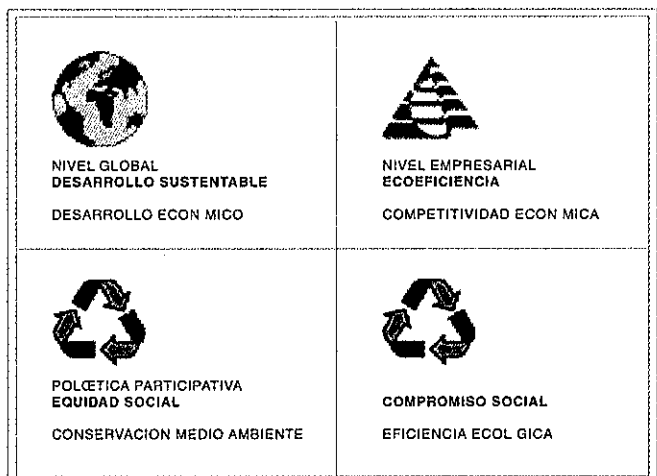 NIVEL GLOBAL
DESARROLLO SUSTENTABLE
DESARROLLO ECON MICO
NIVEL EMPRESARIAL
ECOEFICIENCIA
COMPETITIVIDAD ECON MICA
POLŒTICA PARTICIPATIVA
EQUIDAD SOCIAL
CONSERVACION MEDIO AMBIENTE
COMPROMISO SOCIAL
EFICIENCIA ECOL GICA